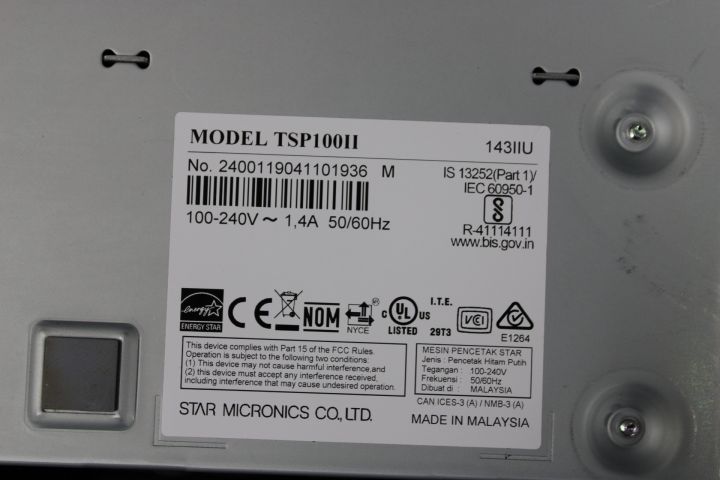 MODEL TSP100II
143IIU
No. 2400119041101936 M
IS 13252(Part 1)/
IEC 60950-1
100-240V ~ 1,4A 50/60Hz
R-41114111
www.bis.gov.in
energy
ENERGY STAR
CE
NOM
NYCE
c UL US
LISTED
I.T.E.
29T3
VCI
E1264
This device complies with Part 15 of the FCC Rules.
Operation is subject to the following two conditions:
(1) This device may not cause harmful interference,and
(2) this device must accept any interference received,
including interference that may cause undesired operation.
MESIN PENCETAK STAR
Jenis : Pencetak Hitam Putih
Tegangan : 100-240V
Frekuensi : 50/60Hz
Dibuat di : MALAYSIA
CAN ICES-3 (A) / NMB-3 (A)
STAR MICRONICS CO., LTD.
MADE IN MALAYSIA